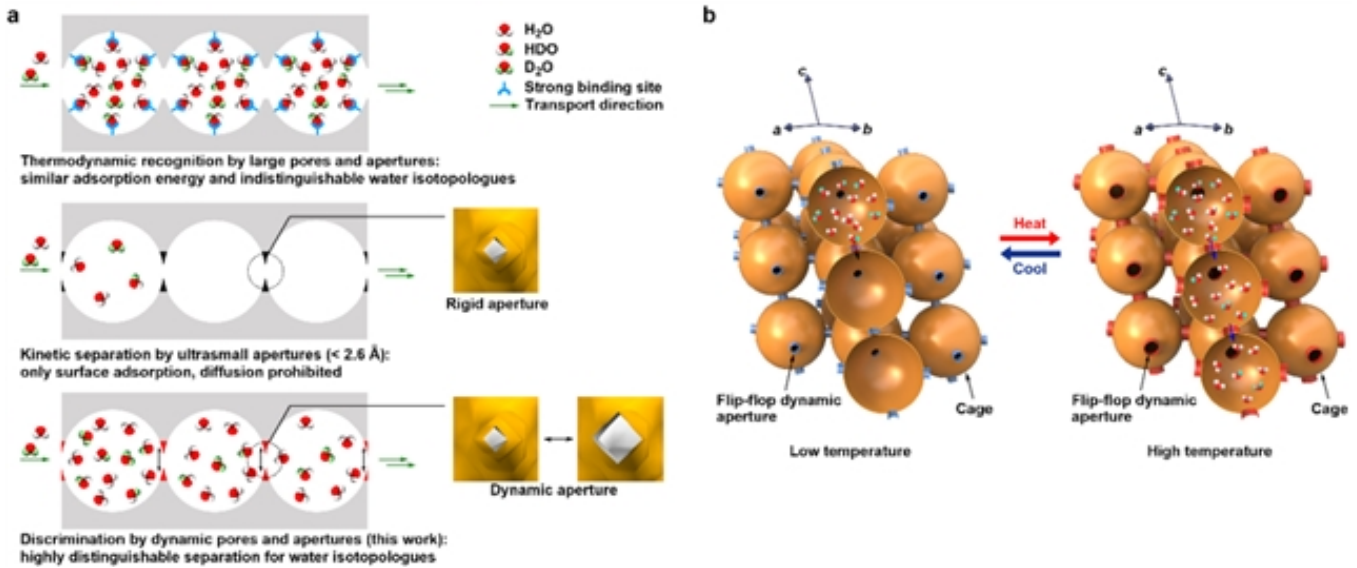 a
H₂O
HDO
D₂O
Strong binding site
Transport direction
Thermodynamic recognition by large pores and apertures:
similar adsorption energy and indistinguishable water isotopologues
Rigid aperture
Kinetic separation by ultrasmall apertures (< 2.6 Å):
only surface adsorption, diffusion prohibited
Dynamic aperture
Discrimination by dynamic pores and apertures (this work):
highly distinguishable separation for water isotopologues
b
c
a
b
Flip-flop dynamic
aperture
Cage
Low temperature
Heat
Cool
c
a
b
Flip-flop dynamic
aperture
Cage
High temperature